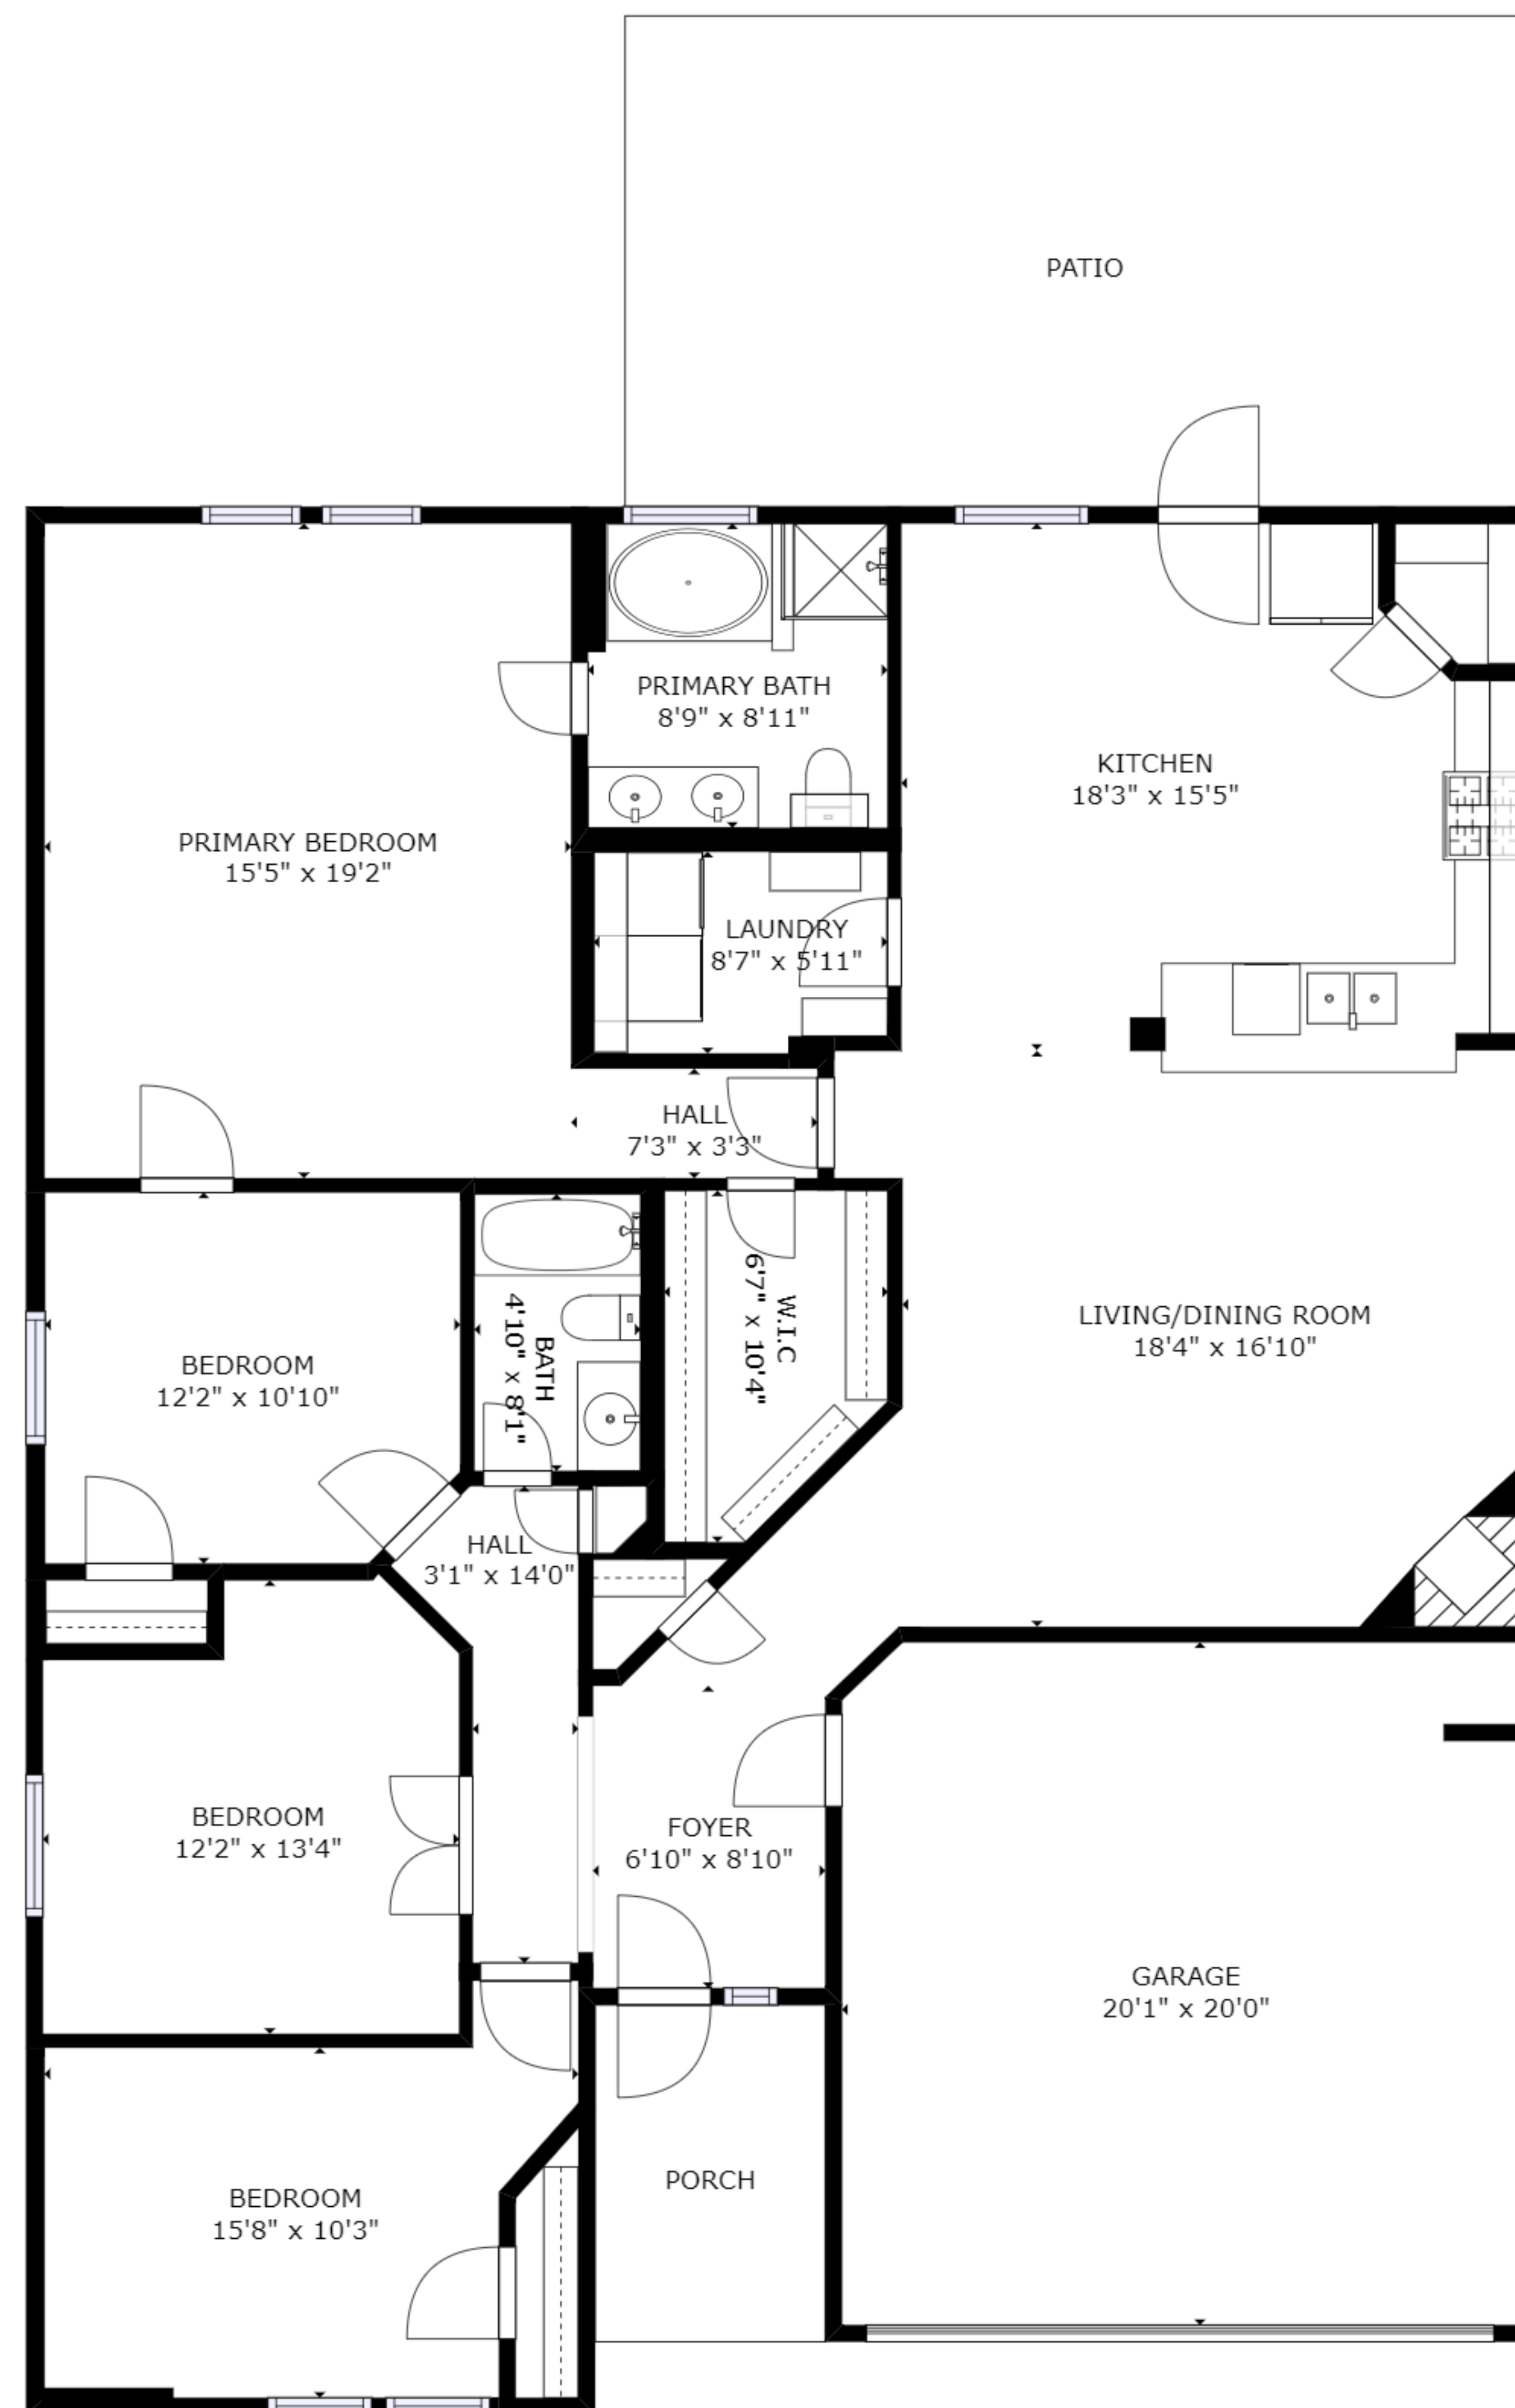 PATIO
PRIMARY BATH
8'9" x 8'11"
KITCHEN
18'3" x 15'5"
PRIMARY BEDROOM
15'5" x 19'2"
LAUNDRY
8'7" x 5'11"
HALL
7'3" x 3'3"
W.I.C
6'7" x 10'4"
LIVING/DINING ROOM
18'4" x 16'10"
BATH
4'10" x 8'1"
BEDROOM
12'2" x 10'10"
HALL
3'1" x 14'0"
BEDROOM
12'2" x 13'4"
FOYER
6'10" x 8'10"
GARAGE
20'1" x 20'0"
PORCH
BEDROOM
15'8" x 10'3"